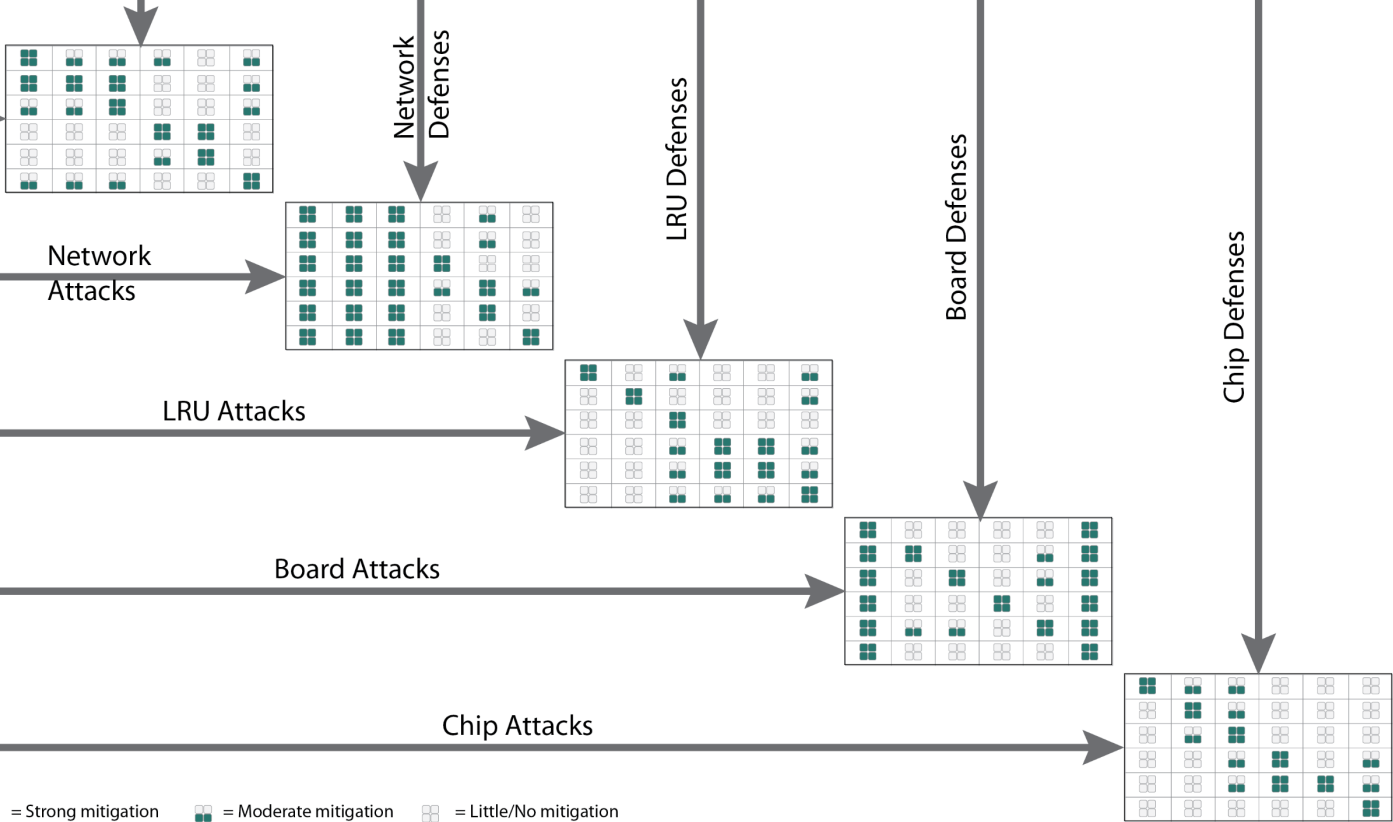 Network
Defenses
LRU Defenses
Board Defenses
Chip Defenses
Network
Attacks
LRU Attacks
Board Attacks
Chip Attacks
= Strong mitigation
= Moderate mitigation
= Little/No mitigation